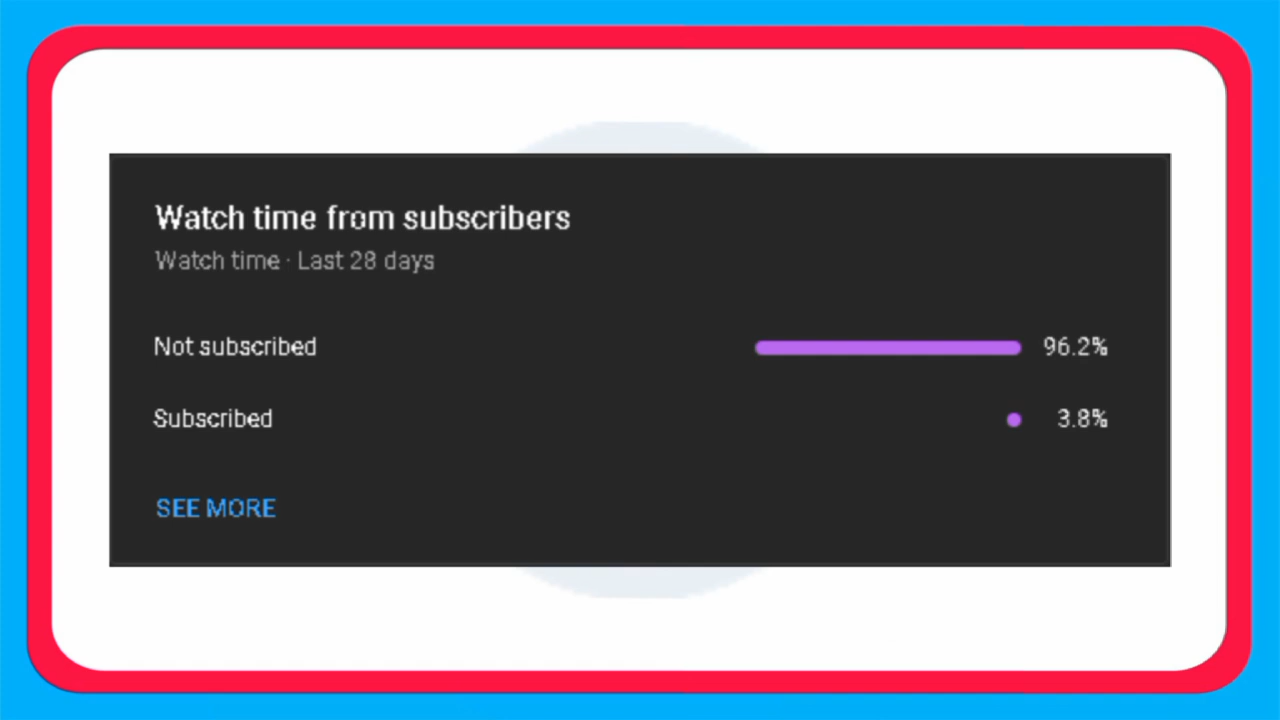 Watch time from subscribers
Watch time · Last 28 days
Not subscribed 96.2%
Subscribed 3.8%
SEE MORE